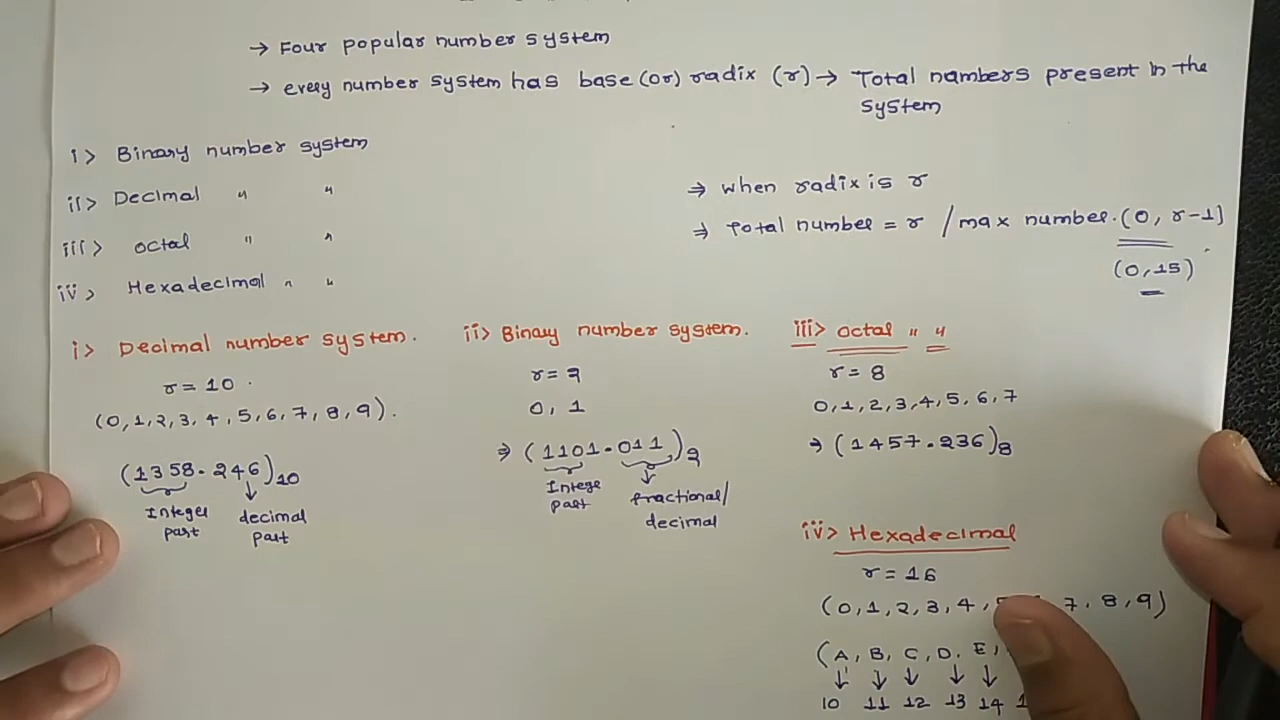 → Four popular number system
→ every number system has base (or) radix (r) → Total numbers present in the
system
i> Binary number system
ii> Decimal " "
iii> octal " "
iv> Hexadecimal " "
⇒ when radix is r
⇒ Total number = r / max number. (0, r-1)
(0,15)
i> Decimal number system.
r = 10
(0,1,2,3,4,5,6,7,8,9).
(1358.246)10
Integer part
decimal part
ii> Binary number system.
r = 2
0, 1
⇒ (1101.011)2
Intege part
fractional/
decimal
iii> octal " "
r = 8
0,1,2,3,4,5,6,7
→ (1457.236)8
iv> Hexadecimal
r = 16
(0,1,2,3,4, 7,8,9)
(A, B, C, D, E,
↓ ↓ ↓ ↓ ↓
10 11 12 13 14 1